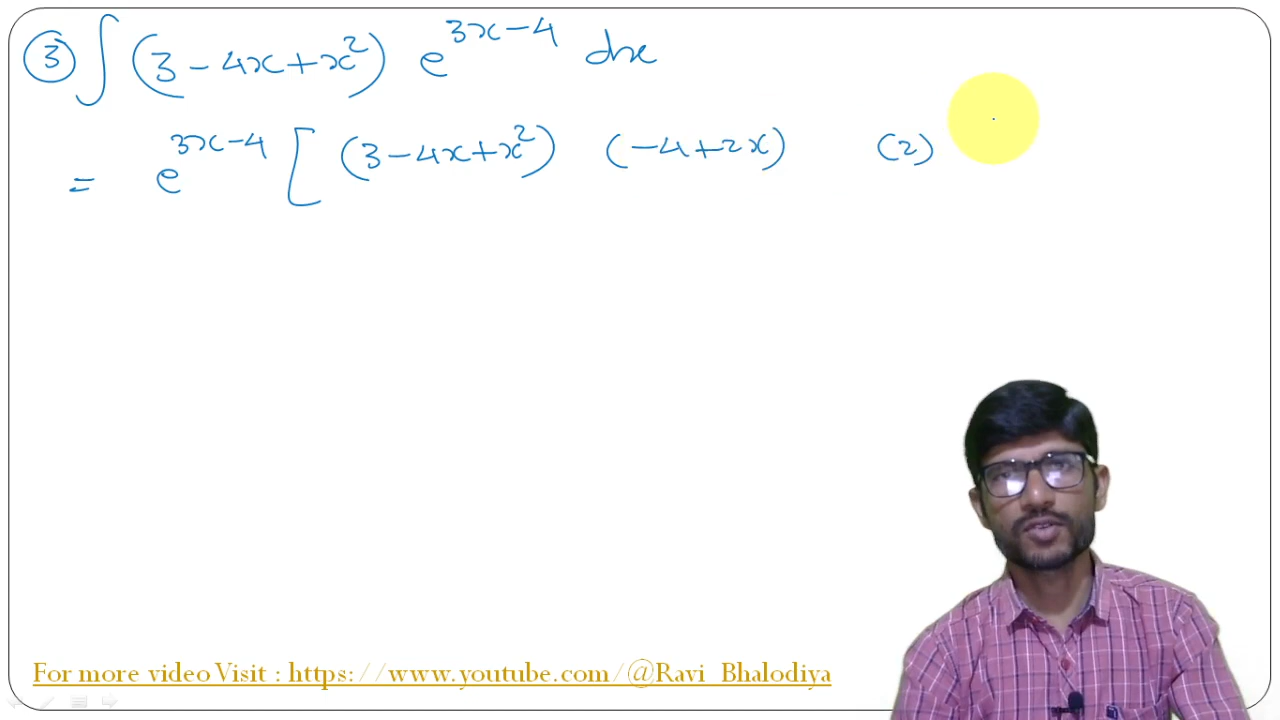 ③ ∫ (3 - 4x + x²) e^{3x-4} dx
= e^{3x-4} [ (3 - 4x + x²) (-4 + 2x) (2)
For more video Visit : https://www.youtube.com/@Ravi_Bhalodiya